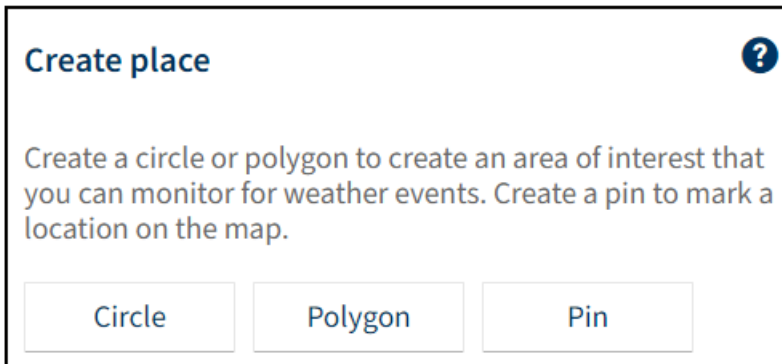 Create place ?
Create a circle or polygon to create an area of interest that
you can monitor for weather events. Create a pin to mark a
location on the map.
Circle Polygon Pin